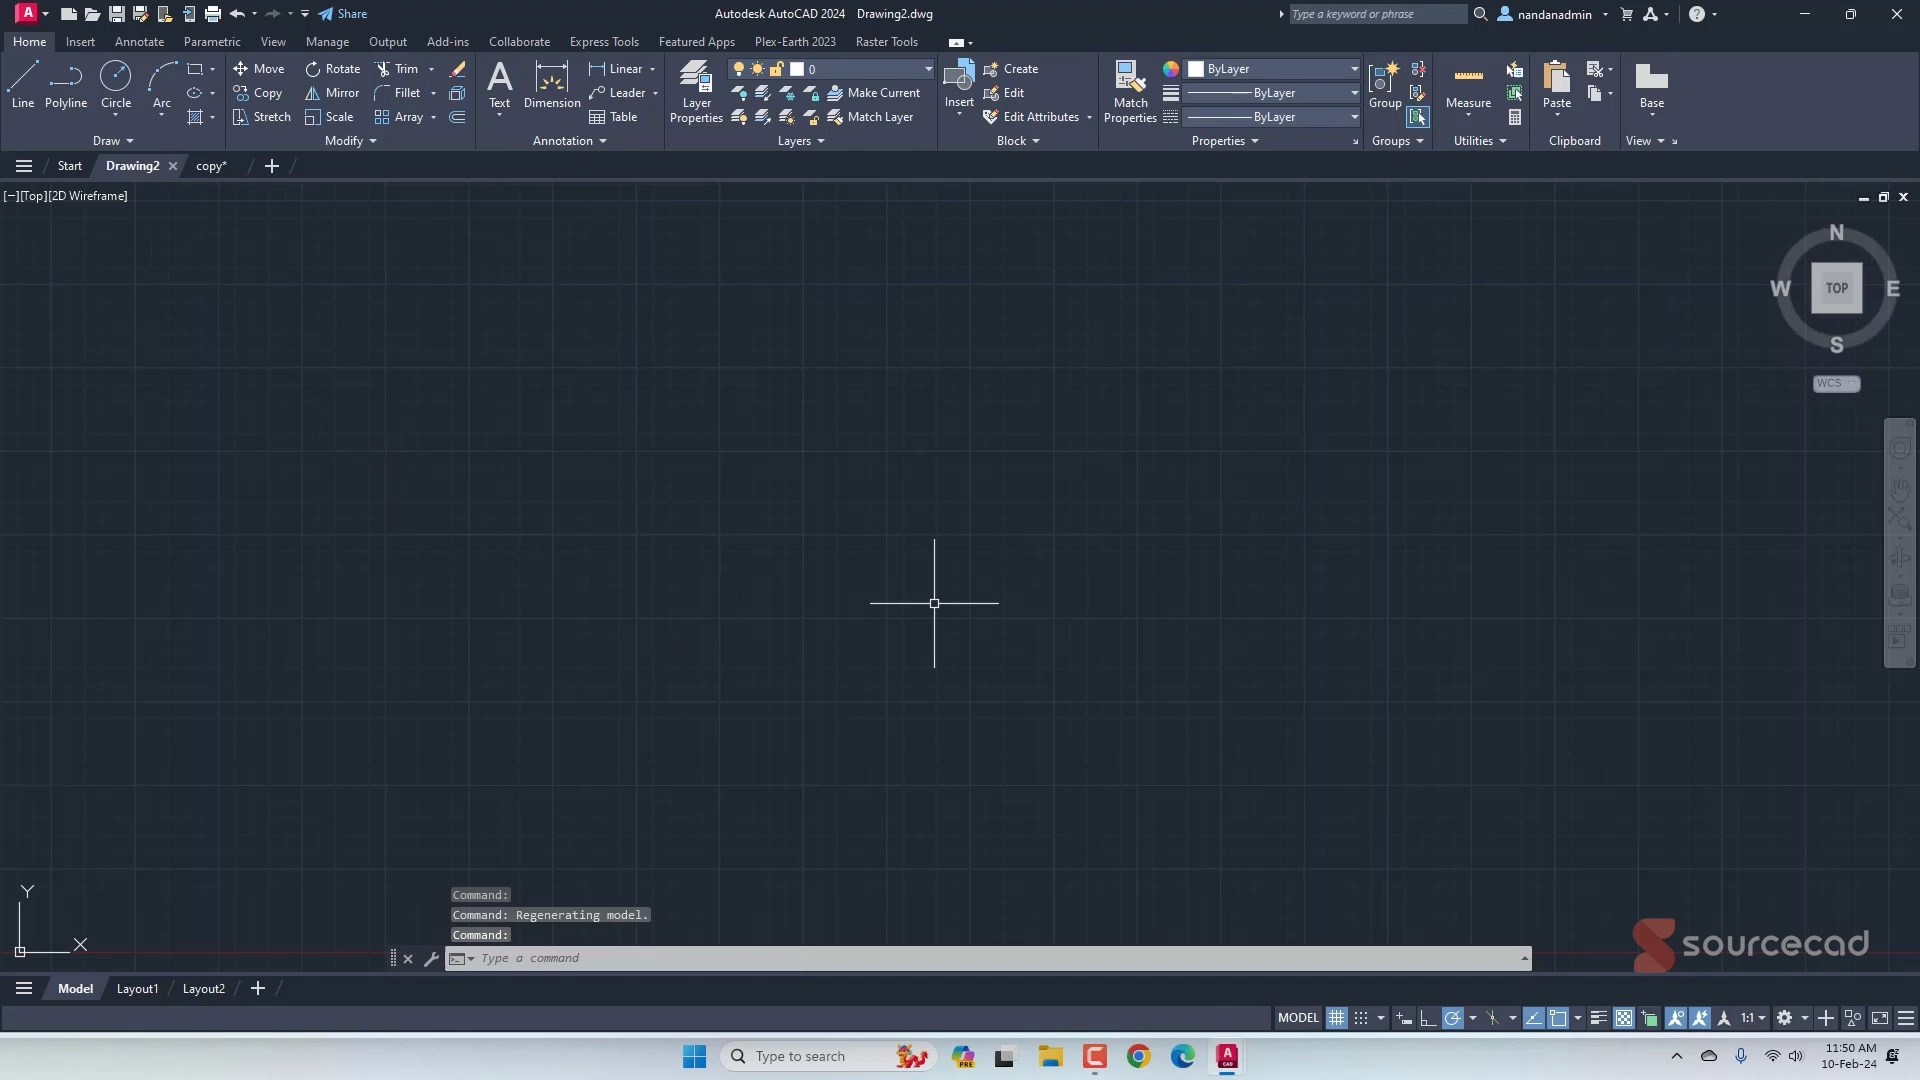 Share
Autodesk AutoCAD 2024 Drawing2.dwg
Type a keyword or phrase
nandanadmin
Home Insert Annotate Parametric View Manage Output Add-ins Collaborate Express Tools Featured Apps Plex-Earth 2023 Raster Tools
Line Polyline Circle Arc
Move Rotate Trim
Copy Mirror Fillet
Stretch Scale Array
Text Dimension
Linear
Leader
Table
Layer
Properties
0
Make Current
Match Layer
Insert
Create
Edit
Edit Attributes
Match
Properties
ByLayer
ByLayer
ByLayer
Group
Measure
Paste
Base
Draw Modify Annotation Layers Block Properties Groups Utilities Clipboard View
Start Drawing2 copy*
[−][Top][2D Wireframe]
N
W TOP E
S
WCS
Y
X
Command:
Command: Regenerating model.
Command:
Type a command
sourcecad
Model Layout1 Layout2
MODEL 1:1
Type to search
PRE
A
CAD
11:50 AM
10-Feb-24